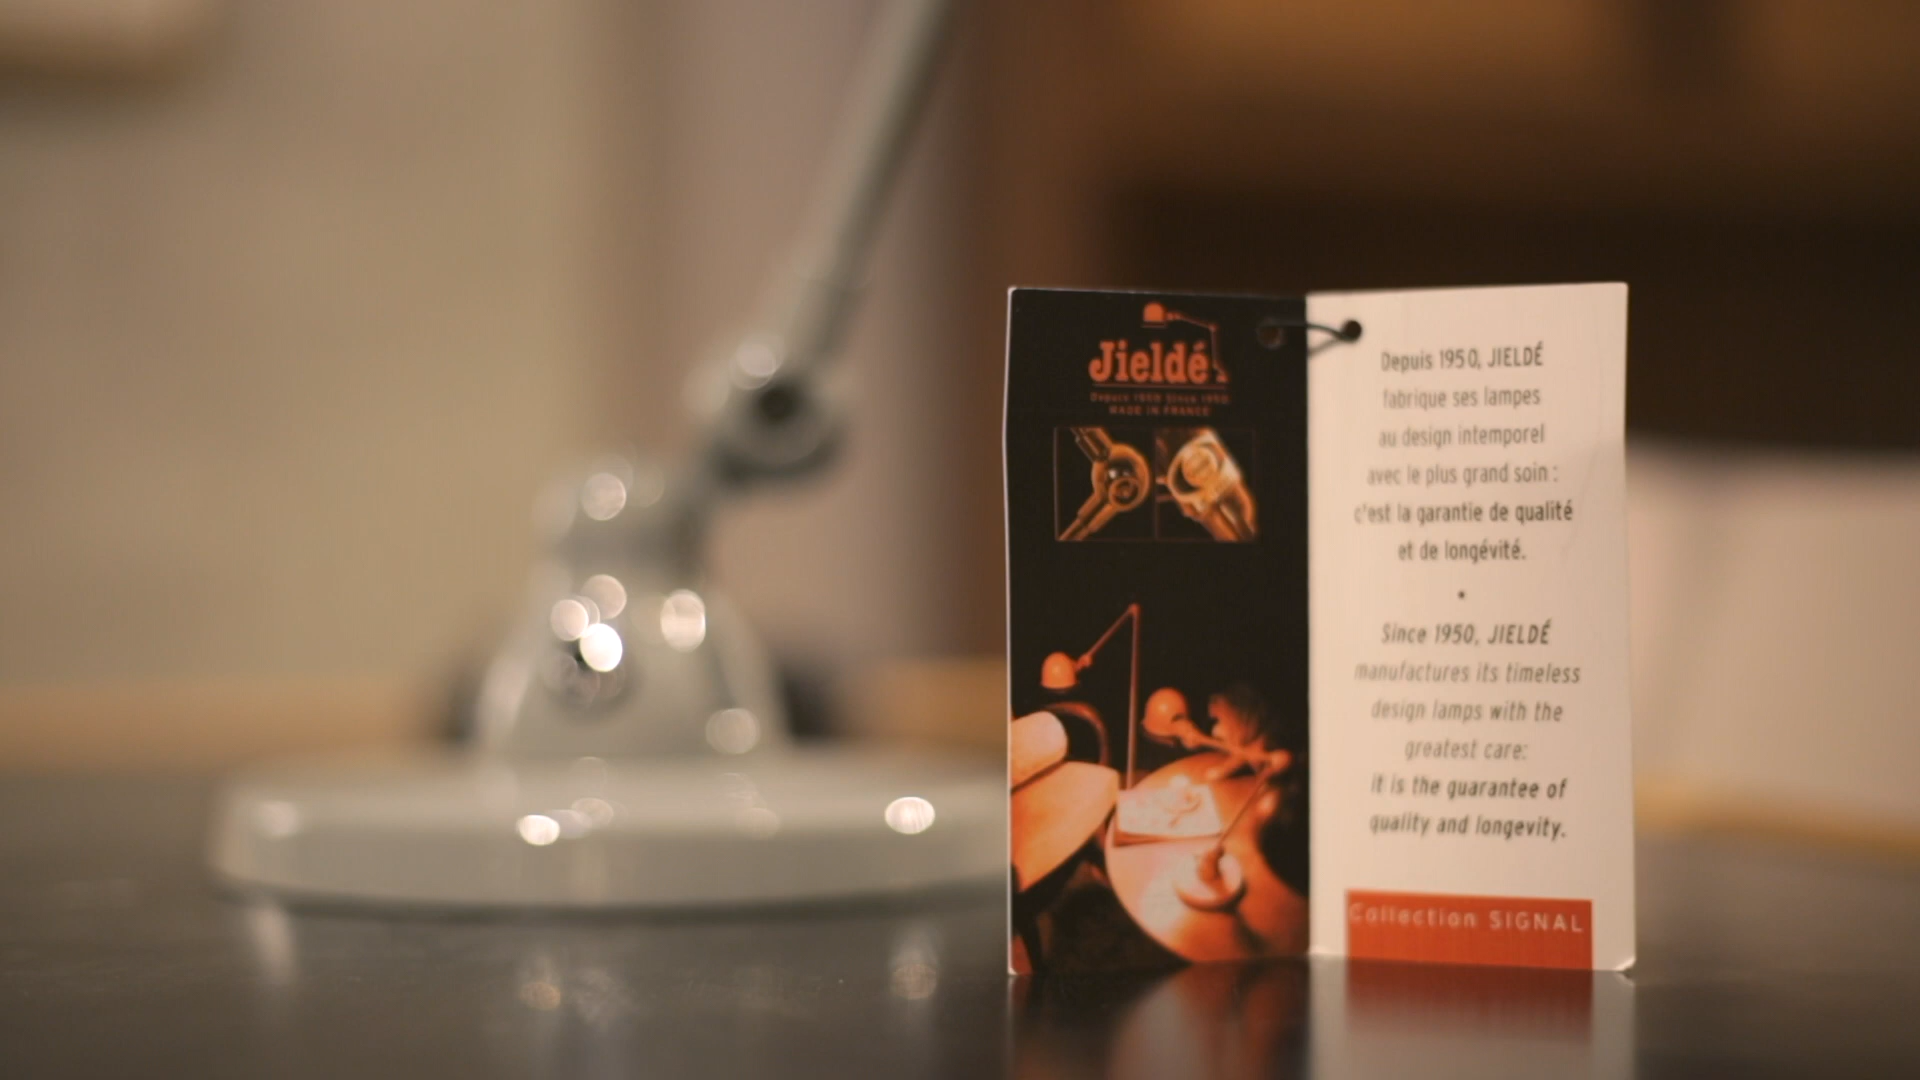 Jieldé
Depuis 1950 Since 1950
MADE IN FRANCE
Depuis 1950, JIELDÉ
fabrique ses lampes
au design intemporel
avec le plus grand soin :
c'est la garantie de qualité
et de longévité.
•
Since 1950, JIELDÉ
manufactures its timeless
design lamps with the
greatest care:
it is the guarantee of
quality and longevity.
Collection SIGNAL